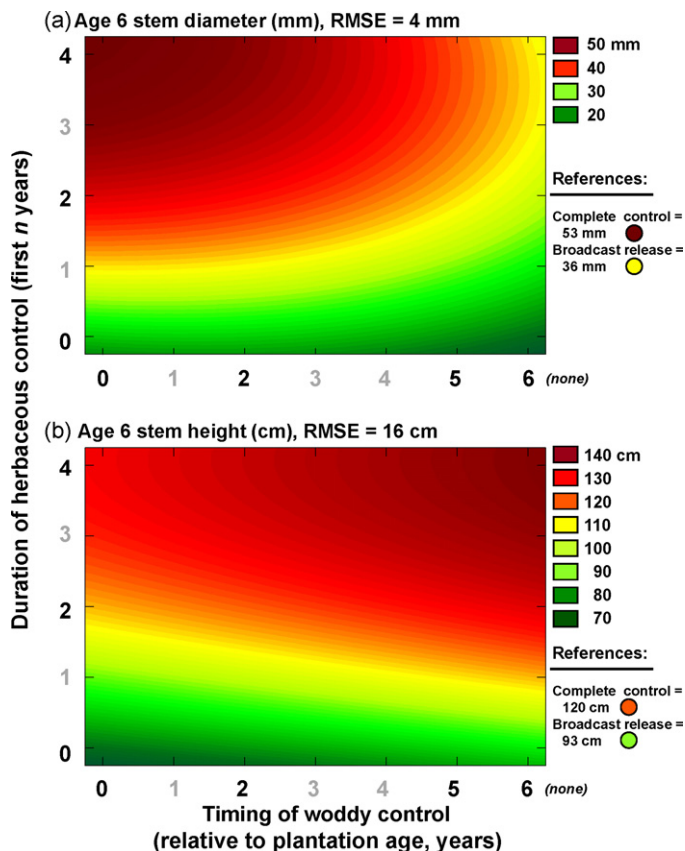 (a) Age 6 stem diameter (mm), RMSE = 4 mm
4
3
2
1
0
0 1 2 3 4 5 6 (none)
50 mm
40
30
20
References:
Complete control =
53 mm
Broadcast release =
36 mm
Duration of herbaceous control (first n years)
(b) Age 6 stem height (cm), RMSE = 16 cm
4
3
2
1
0
0 1 2 3 4 5 6 (none)
140 cm
130
120
110
100
90
80
70
References:
Complete control =
120 cm
Broadcast release =
93 cm
Timing of woddy control
(relative to plantation age, years)